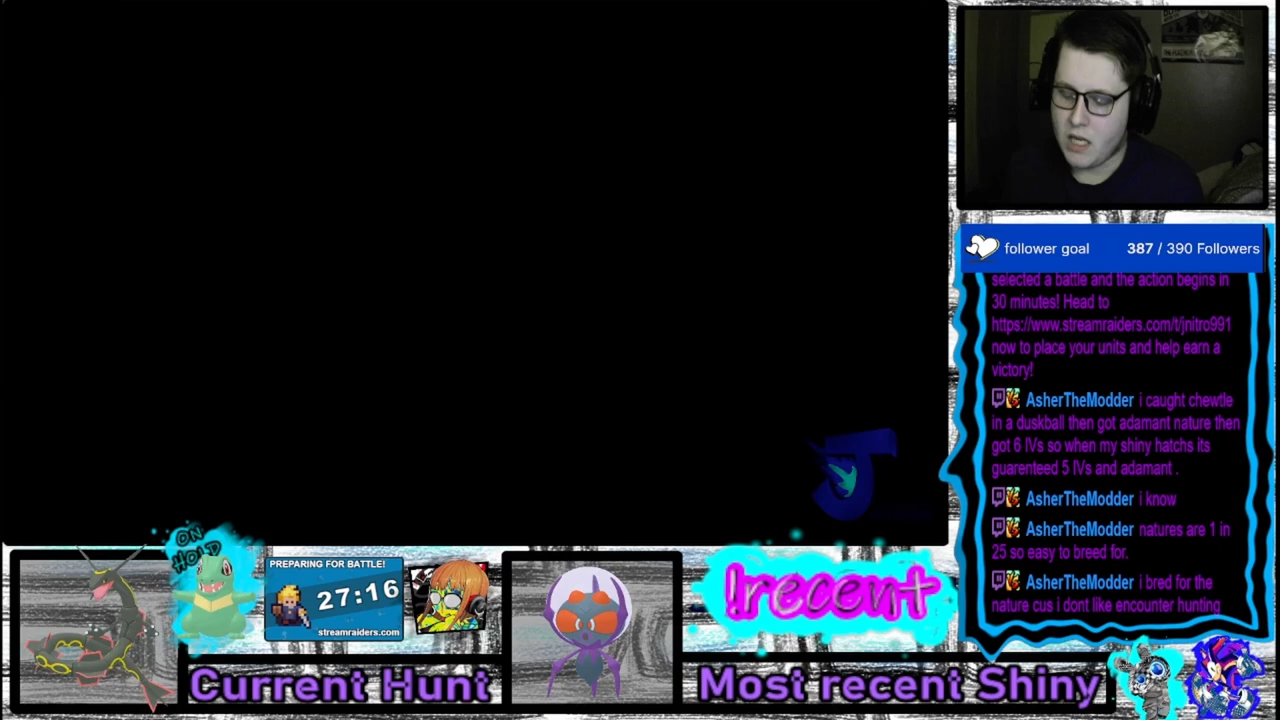 follower goal 387 / 390 Followers
selected a battle and the action begins in
30 minutes! Head to
https://www.streamraiders.com/t/jnitro991
now to place your units and help earn a
victory!
AsherTheModder i caught chewtle
in a duskball then got adamant nature then
got 6 IVs so when my shiny hatchs its
guarenteed 5 IVs and adamant .
AsherTheModder i know
AsherTheModder natures are 1 in
25 so easy to breed for.
AsherTheModder i bred for the
nature cus i dont like encounter hunting
ON
HOLD
PREPARING FOR BATTLE!
27:16
streamraiders.com
!recent
Current Hunt
Most recent Shiny
J